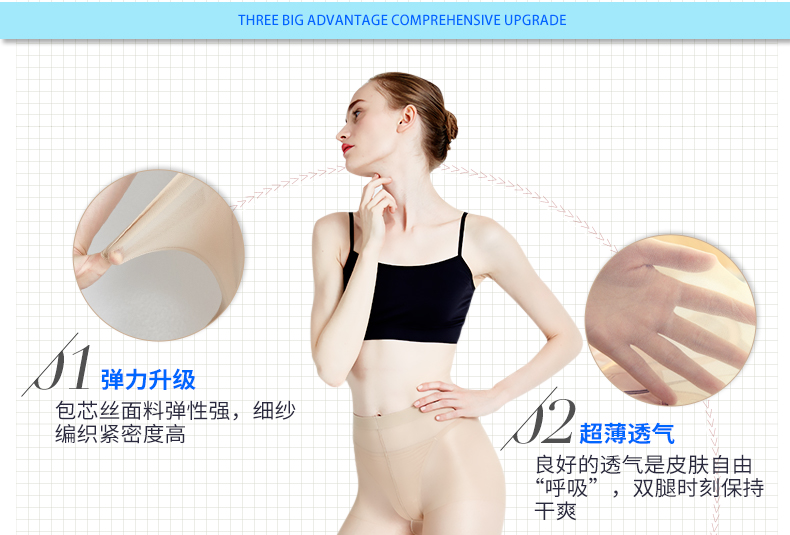 THREE BIG ADVANTAGE COMPREHENSIVE UPGRADE
01 弹力升级
包芯丝面料弹性强，细纱
编织紧密度高
02 超薄透气
良好的透气是皮肤自由
“呼吸”，双腿时刻保持
干爽